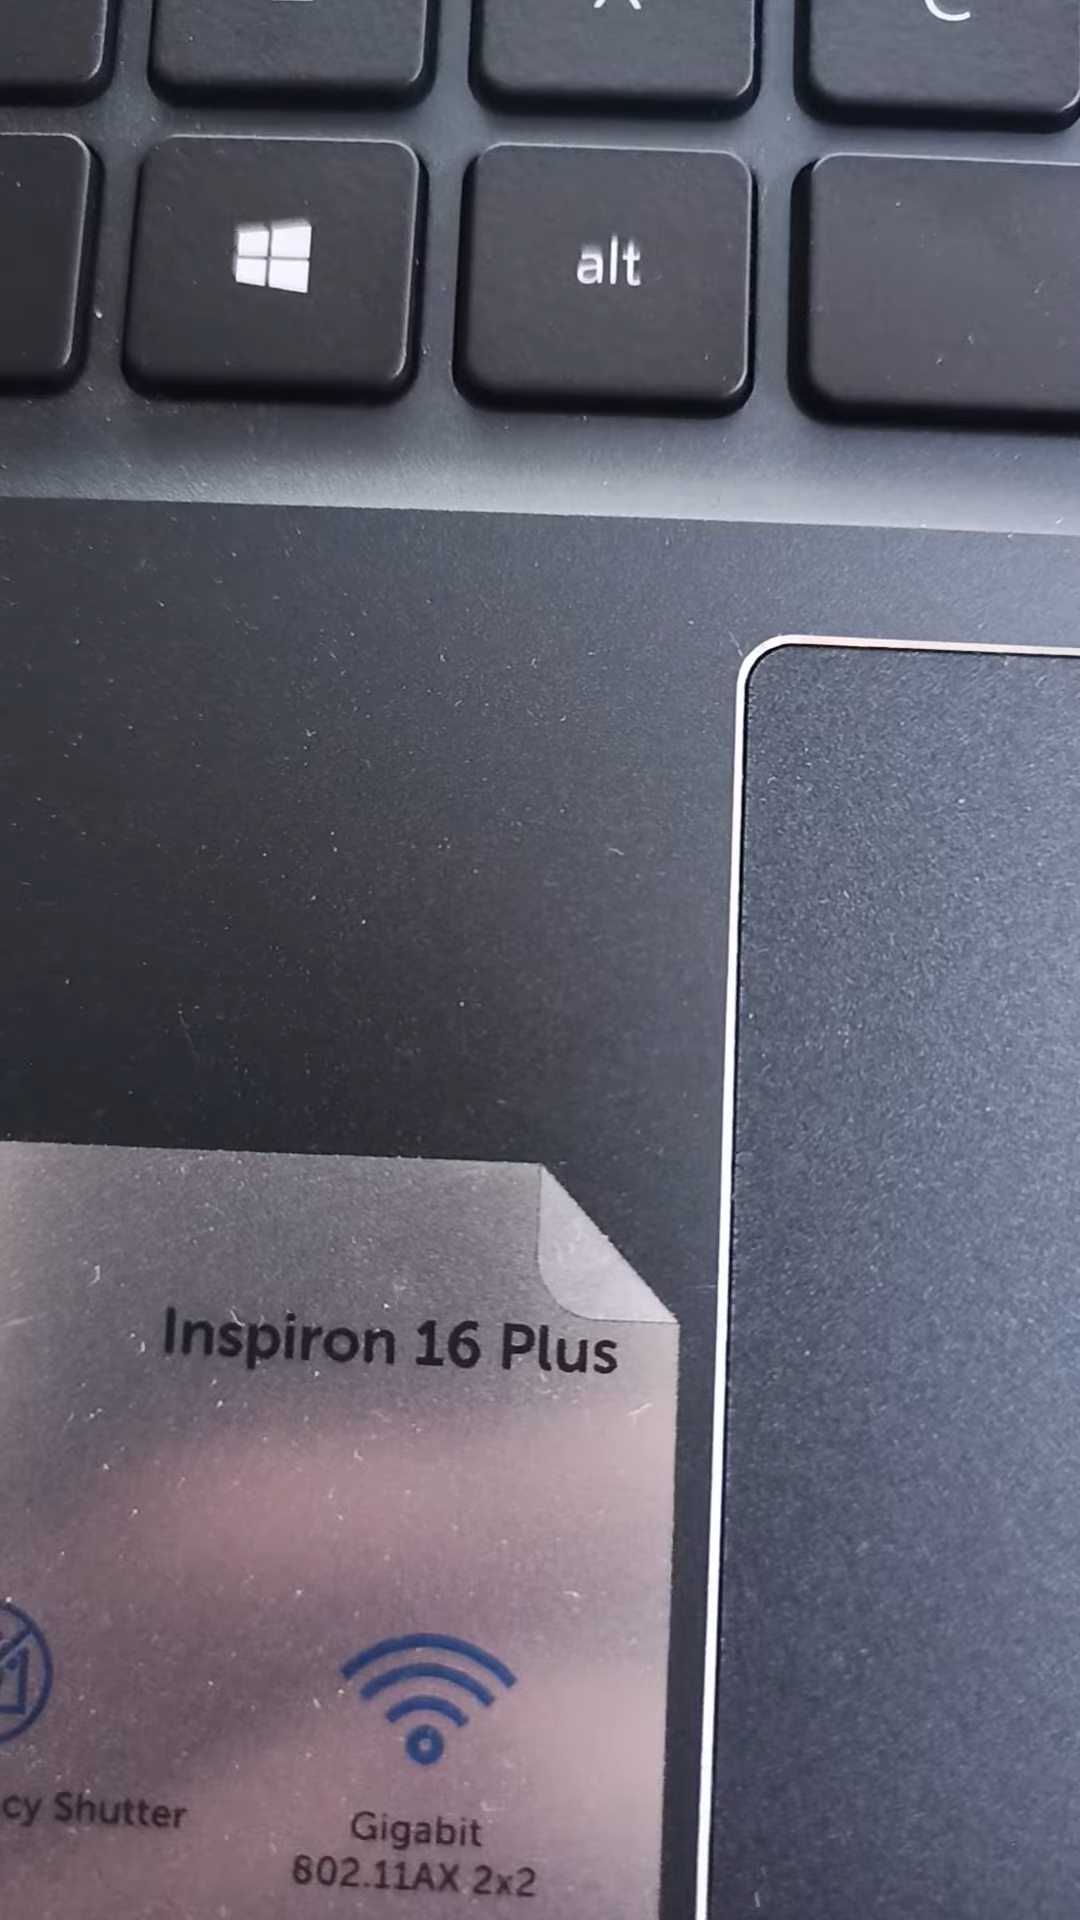 alt
Inspiron 16 Plus
cy Shutter
Gigabit
802.11AX 2x2